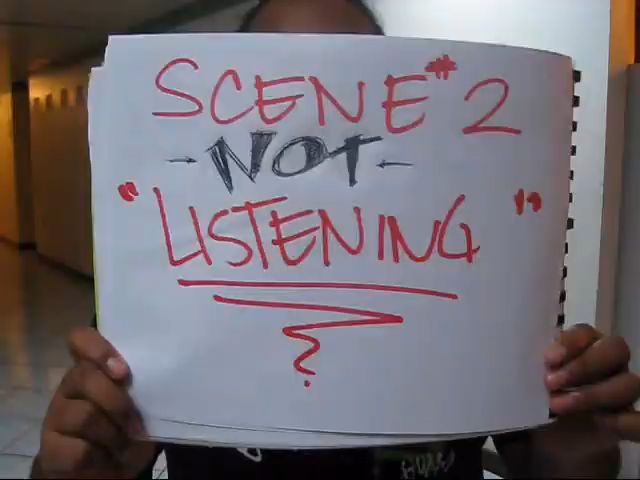 SCENE #2
→ NOT ←
"LISTENING"